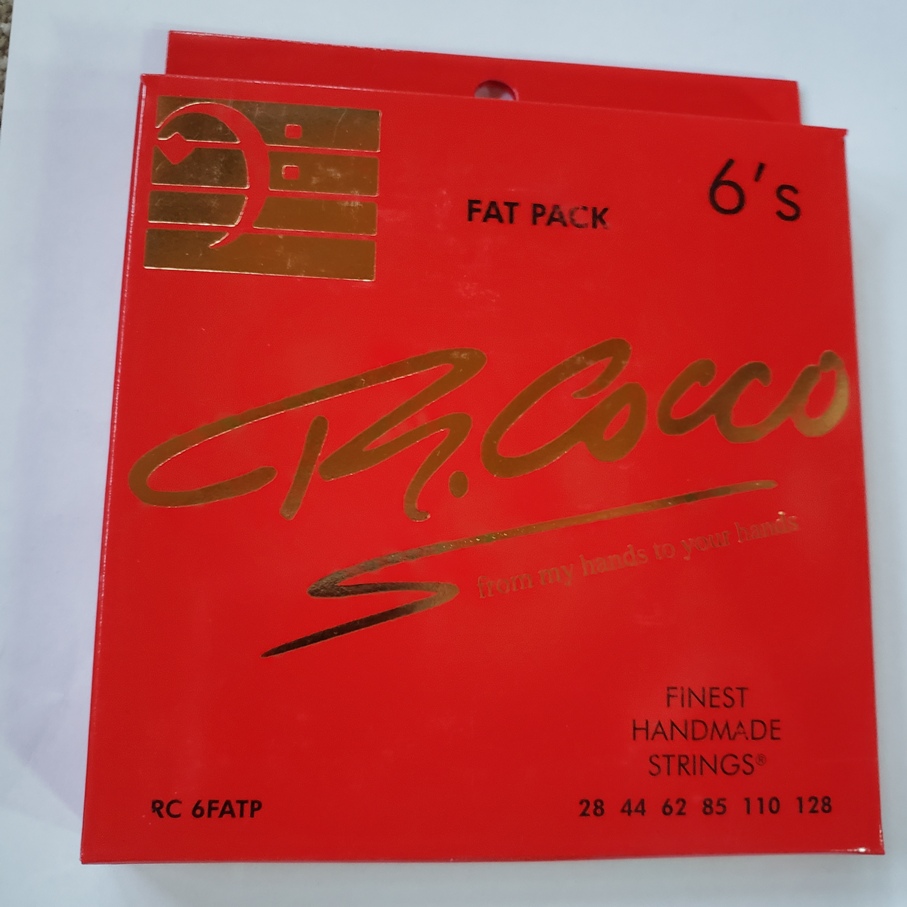 FAT PACK
6's
R. Cocco
from my hands to your hands
FINEST
HANDMADE
STRINGS®
RC 6FATP
28 44 62 85 110 128